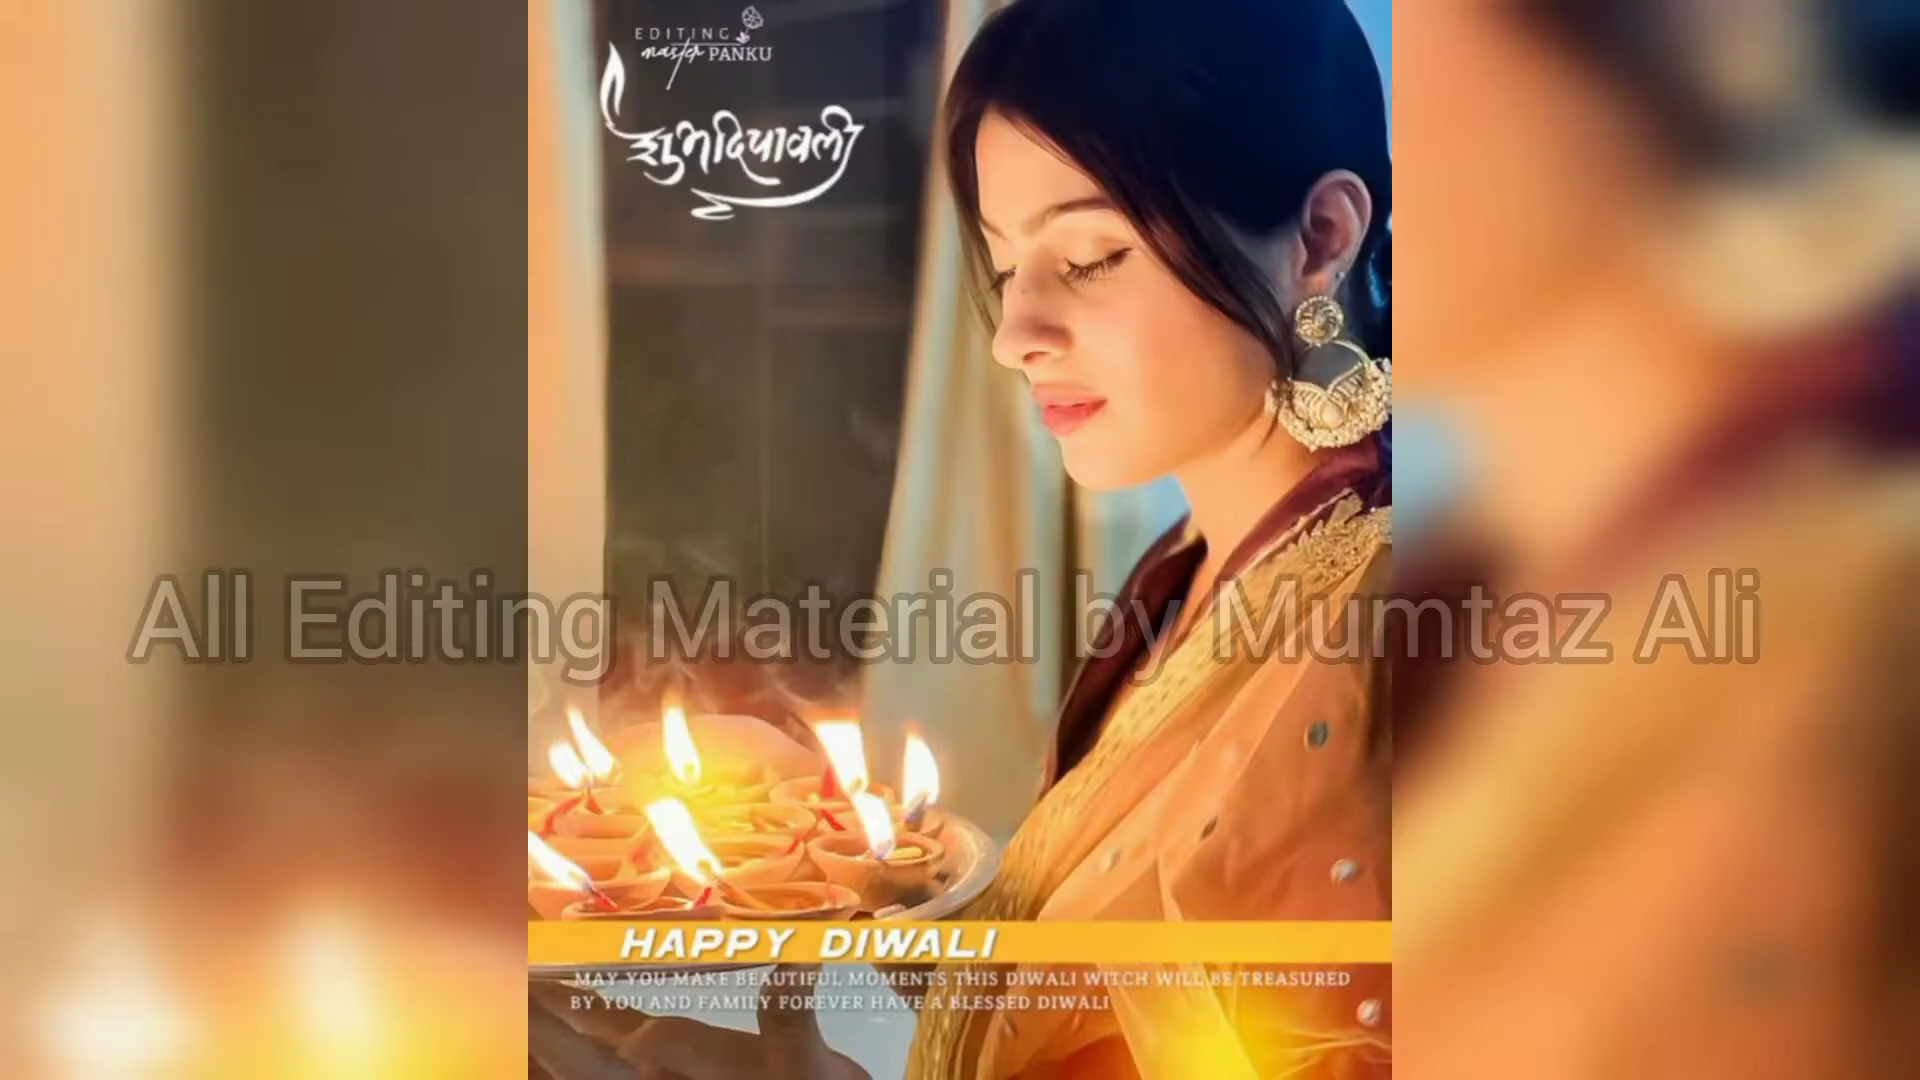 EDITING
master PANKU
शुभदिपावली
All Editing Material by Mumtaz Ali
HAPPY DIWALI
MAY YOU MAKE BEAUTIFUL MOMENTS THIS DIWALI WITCH WILL BE TREASURED
BY YOU AND FAMILY FOREVER HAVE A BLESSED DIWALI